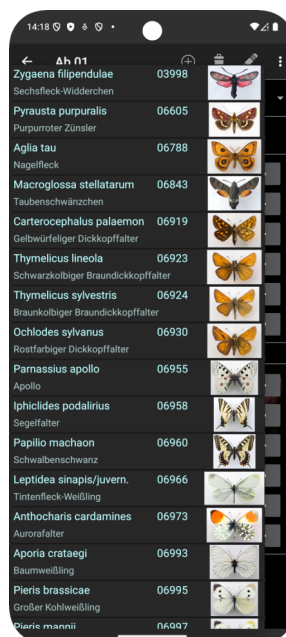 14:18
Ab 01
Zygaena filipendulae 03998
Sechsfleck-Widderchen
Pyrausta purpuralis 06605
Purpurroter Zünsler
Aglia tau 06788
Nagelfleck
Macroglossa stellatarum 06843
Taubenschwänzchen
Carterocephalus palaemon 06919
Gelbwürfeliger Dickkopffalter
Thymelicus lineola 06923
Schwarzkolbiger Braundickkopffalter
Thymelicus sylvestris 06924
Braunkolbiger Braundickkopffalter
Ochlodes sylvanus 06930
Rostfarbiger Dickkopffalter
Parnassius apollo 06955
Apollo
Iphiclides podalirius 06958
Segelfalter
Papilio machaon 06960
Schwalbenschwanz
Leptidea sinapis/juvern. 06966
Tintenfleck-Weißling
Anthocharis cardamines 06973
Aurorafalter
Aporia crataegi 06993
Baumweißling
Pieris brassicae 06995
Großer Kohlweißling
Pieris mannii 06997